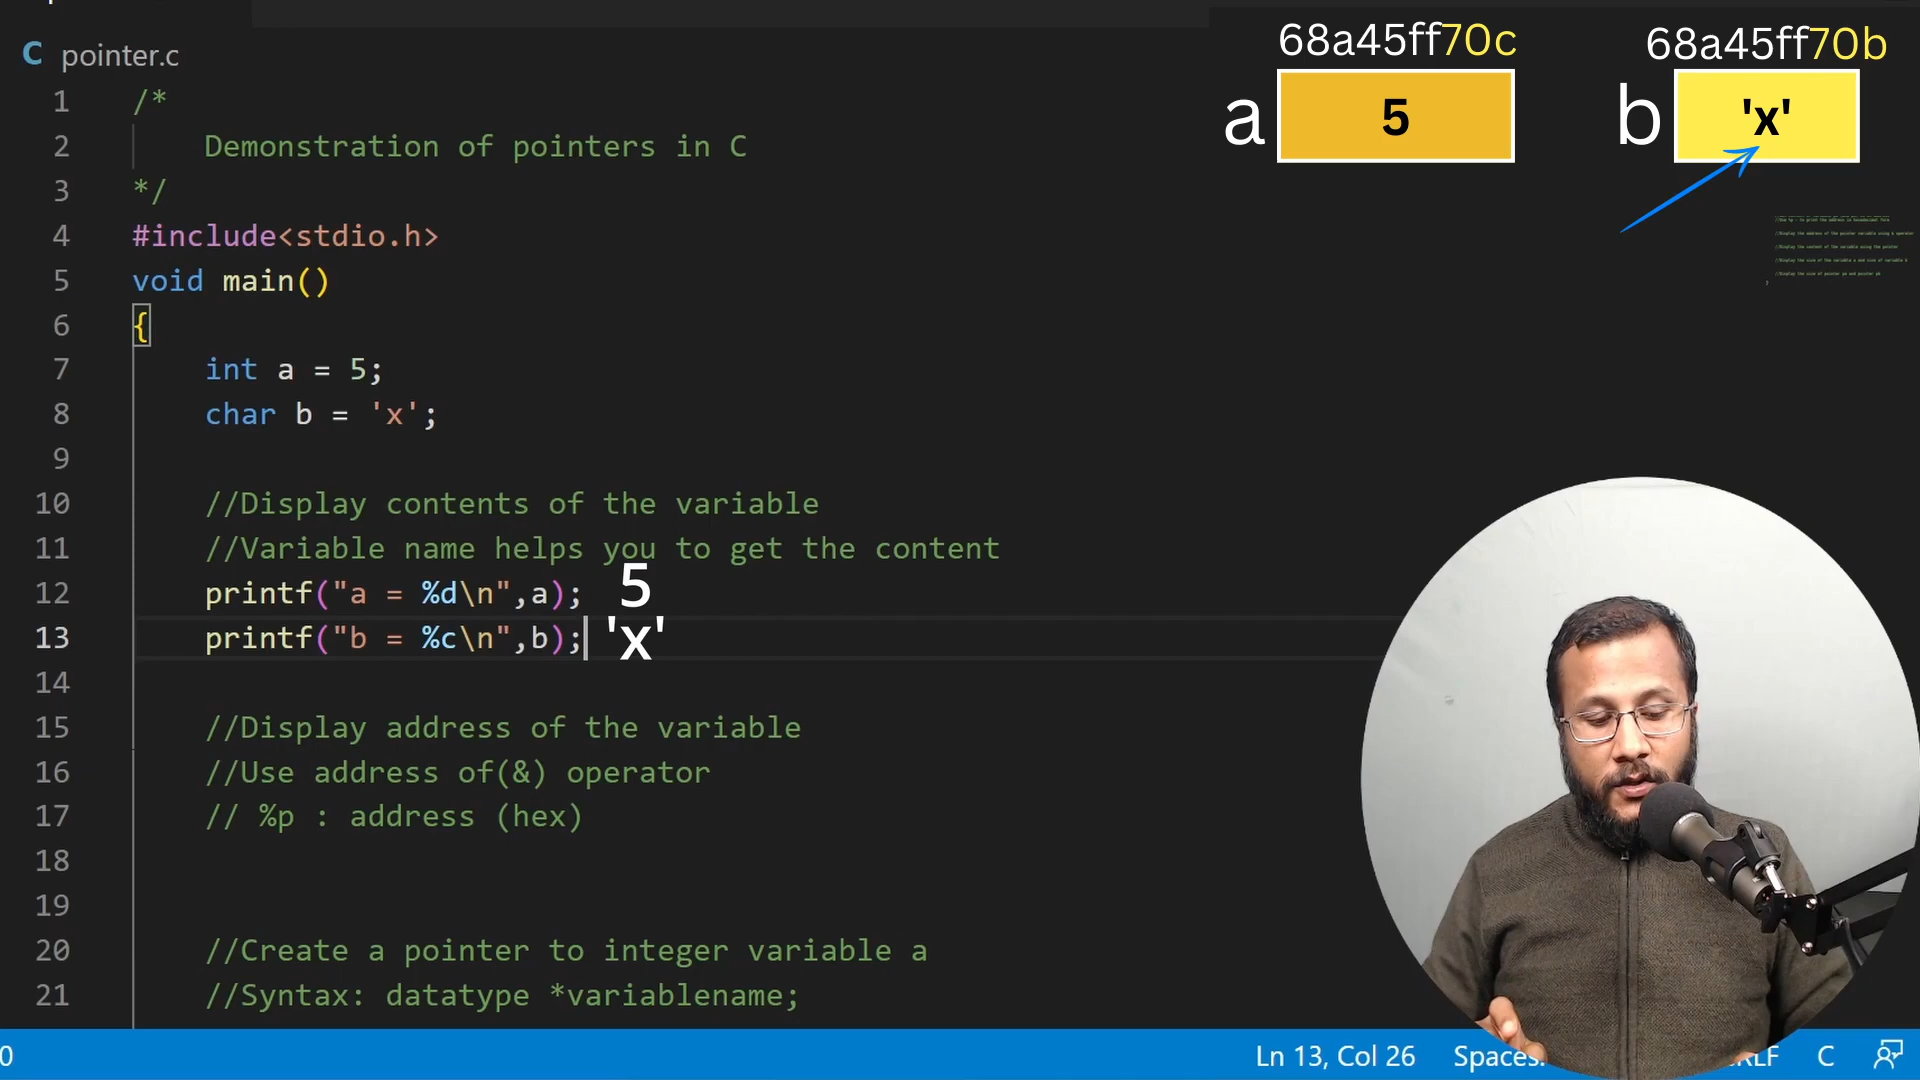 68a45ff70c
68a45ff70b
a
5
b
'x'
C pointer.c
1 /*
2 Demonstration of pointers in C
3 */
4 #include<stdio.h>
5 void main()
6 {
7 int a = 5;
8 char b = 'x';
9
10 //Display contents of the variable
11 //Variable name helps you to get the content
12 printf("a = %d\n",a); 5
13 printf("b = %c\n",b); 'x'
14
15 //Display address of the variable
16 //Use address of(&) operator
17 // %p : address (hex)
18
19
20 //Create a pointer to integer variable a
21 //Syntax: datatype *variablename;
0 Ln 13, Col 26 Spaces: RLF C